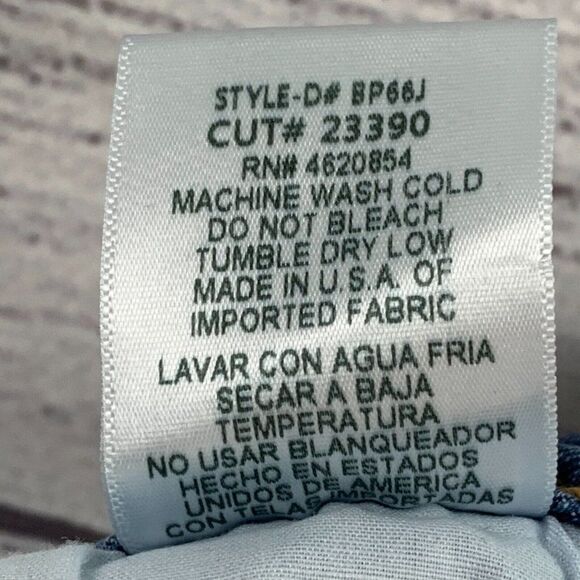 STYLE-D# BP66J
CUT# 23390
RN# 4620854
MACHINE WASH COLD
DO NOT BLEACH
TUMBLE DRY LOW
MADE IN U.S.A. OF
IMPORTED FABRIC
LAVAR CON AGUA FRIA
SECAR A BAJA
TEMPERATURA
NO USAR BLANQUEADOR
HECHO EN ESTADOS
UNIDOS DE AMERICA
CON TELAS IMPORTADAS